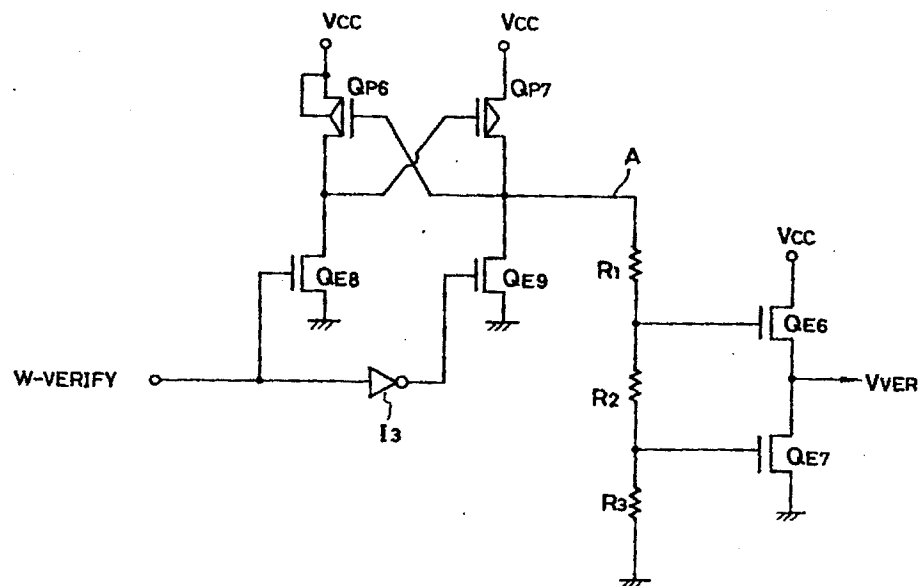 VCC
VCC
QP6
QP7
A
VCC
R1
QE8
QE9
QE6
W-VERIFY
I3
R2
VVER
QE7
R3